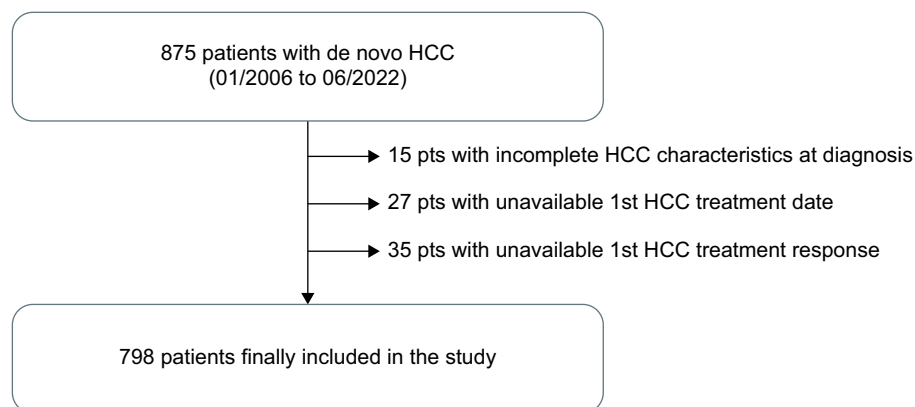 875 patients with de novo HCC
(01/2006 to 06/2022)
15 pts with incomplete HCC characteristics at diagnosis
27 pts with unavailable 1st HCC treatment date
35 pts with unavailable 1st HCC treatment response
798 patients finally included in the study